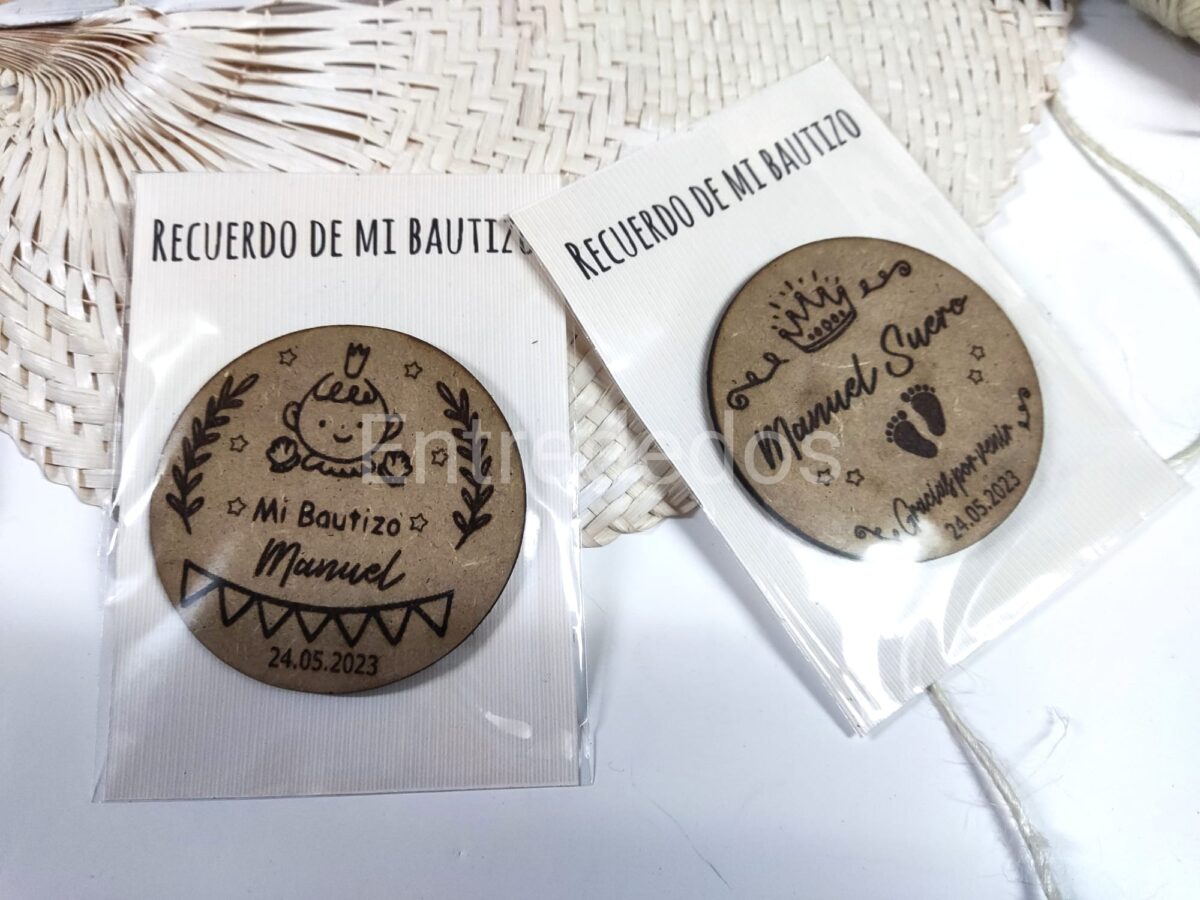 RECUERDO DE MI BAUTIZO
Mi Bautizo
Manuel
24.05.2023
RECUERDO DE MI BAUTIZO
Manuel Suero
Gracias por venir
24.05.2023
Entrededos